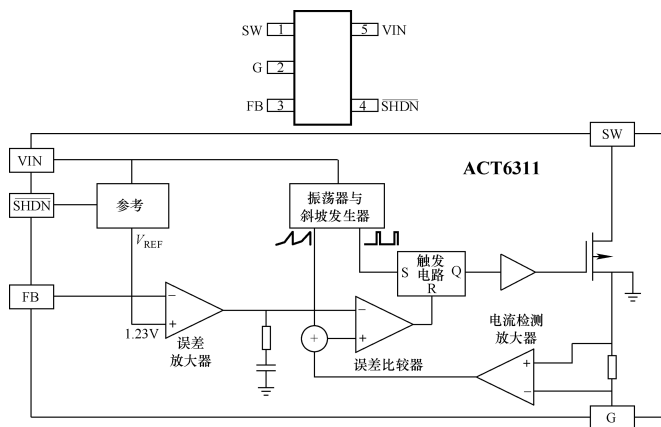 SW 1
5 VIN
G 2
FB 3
4 SHDN
SW
VIN
ACT6311
SHDN
参考
振荡器与
斜坡发生器
VREF
触发
电路
S
Q
R
FB
−
+
1.23V
误差
放大器
−
+
+
误差比较器
电流检测
放大器
+
−
G